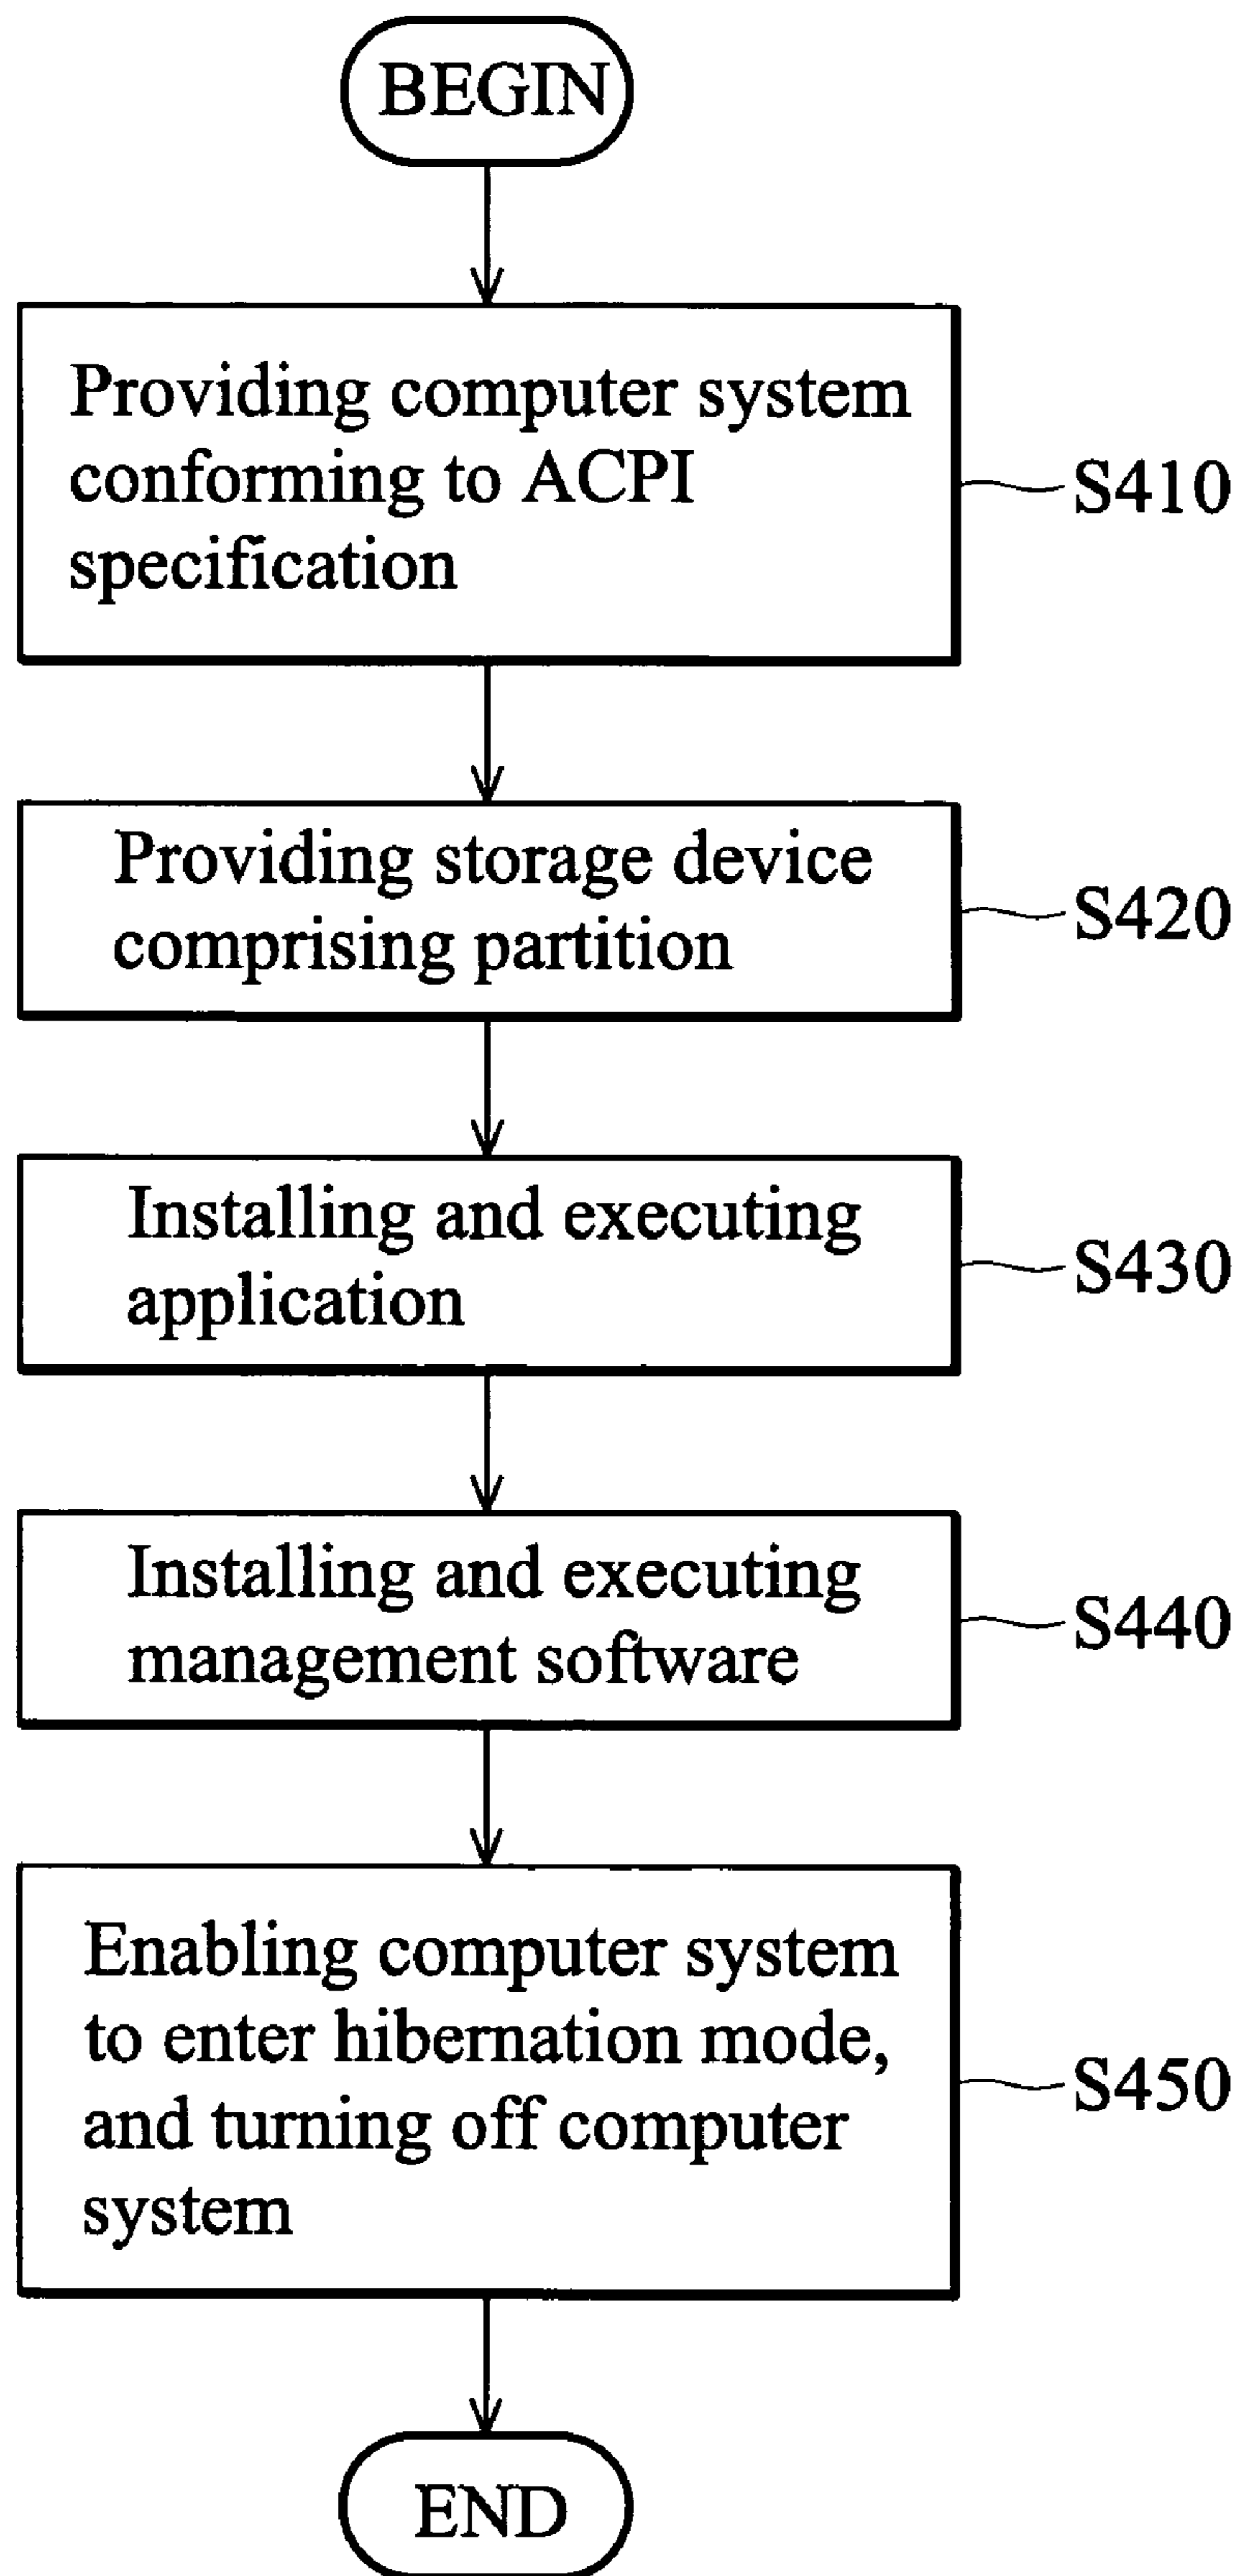 BEGIN
Providing computer system
conforming to ACPI
specification
S410
Providing storage device
comprising partition
S420
Installing and executing
application
S430
Installing and executing
management software
S440
Enabling computer system
to enter hibernation mode,
and turning off computer
system
S450
END